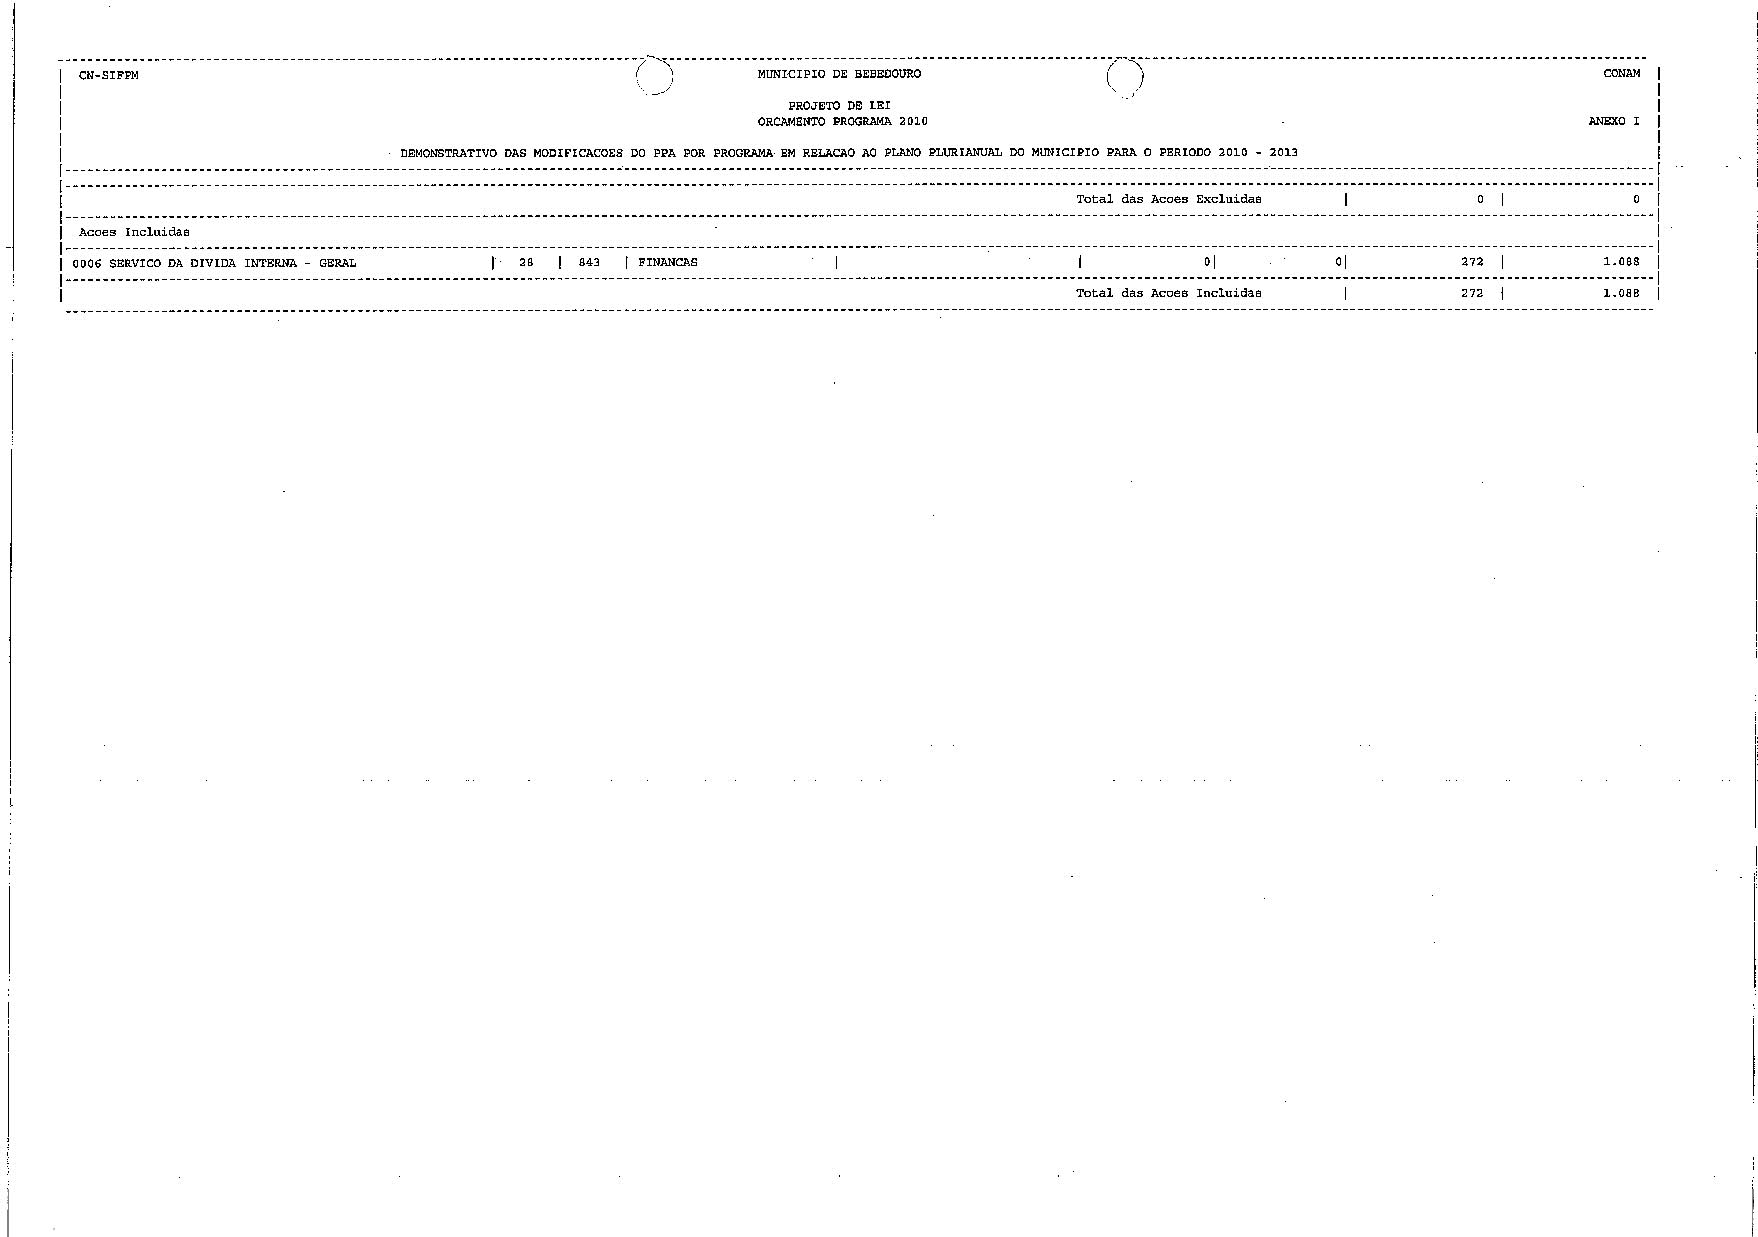 CN-SIFPM MUNICIPIO DE BEBEDOURO CONAM
PROJETO DE LEI
ORCAMENTO PROGRAMA 2010 ANEXO I
DEMONSTRATIVO DAS MODIFICACOES DO PPA POR PROGRAMA EM RELACAO AO PLANO PLURIANUAL DO MUNICIPIO PARA O PERIODO 2010 - 2013
Total das Acoes Excluidas | 0 | 0
Acoes Incluidas
0006 SERVICO DA DIVIDA INTERNA - GERAL | 28 | 843 | FINANCAS | | 0| 0| 272 | 1.088
Total das Acoes Incluidas | 272 | 1.088